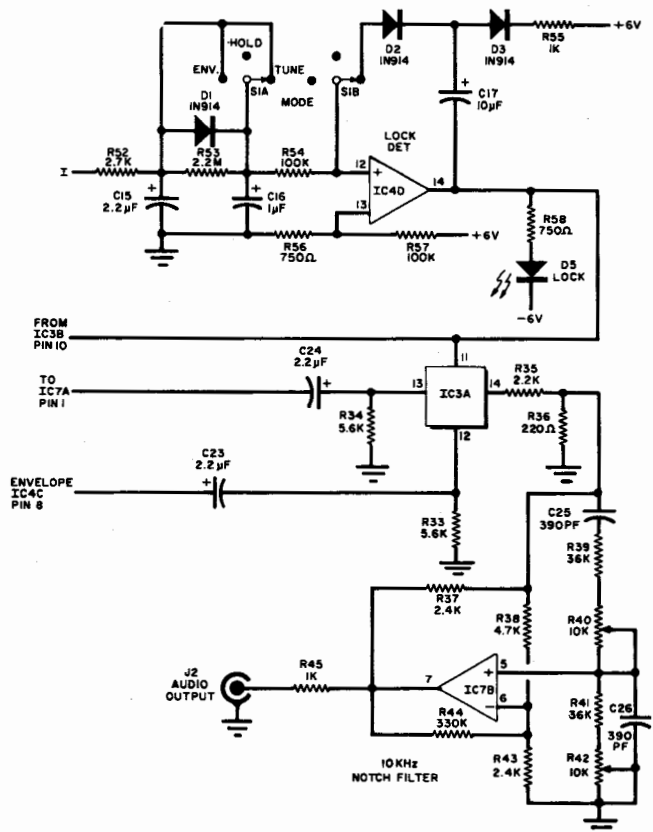 HOLD
ENV.
TUNE
S1A
S1B
MODE
D1
1N914
D2
1N914
D3
1N914
R55
1K
+6V
+
C17
10µF
LOCK
DET
I
R52
2.7K
R53
2.2M
R54
100K
12
+
13
-
IC4D
14
+
C15
2.2µF
+
C16
1µF
R56
750Ω
R57
100K
+6V
R58
750Ω
D5
LOCK
-6V
FROM
IC3B
PIN 10
TO
IC7A
PIN 1
C24
2.2µF
+
11
13
IC3A
14
12
R35
2.2K
R34
5.6K
R36
220Ω
ENVELOPE
IC4C
PIN 8
C23
2.2µF
+
R33
5.6K
C25
390PF
R39
36K
R37
2.4K
R38
4.7K
R40
10K
J2
AUDIO
OUTPUT
R45
1K
7
IC7B
+
5
-
6
R41
36K
C26
390
PF
R44
330K
R43
2.4K
R42
10K
10KHz
NOTCH FILTER